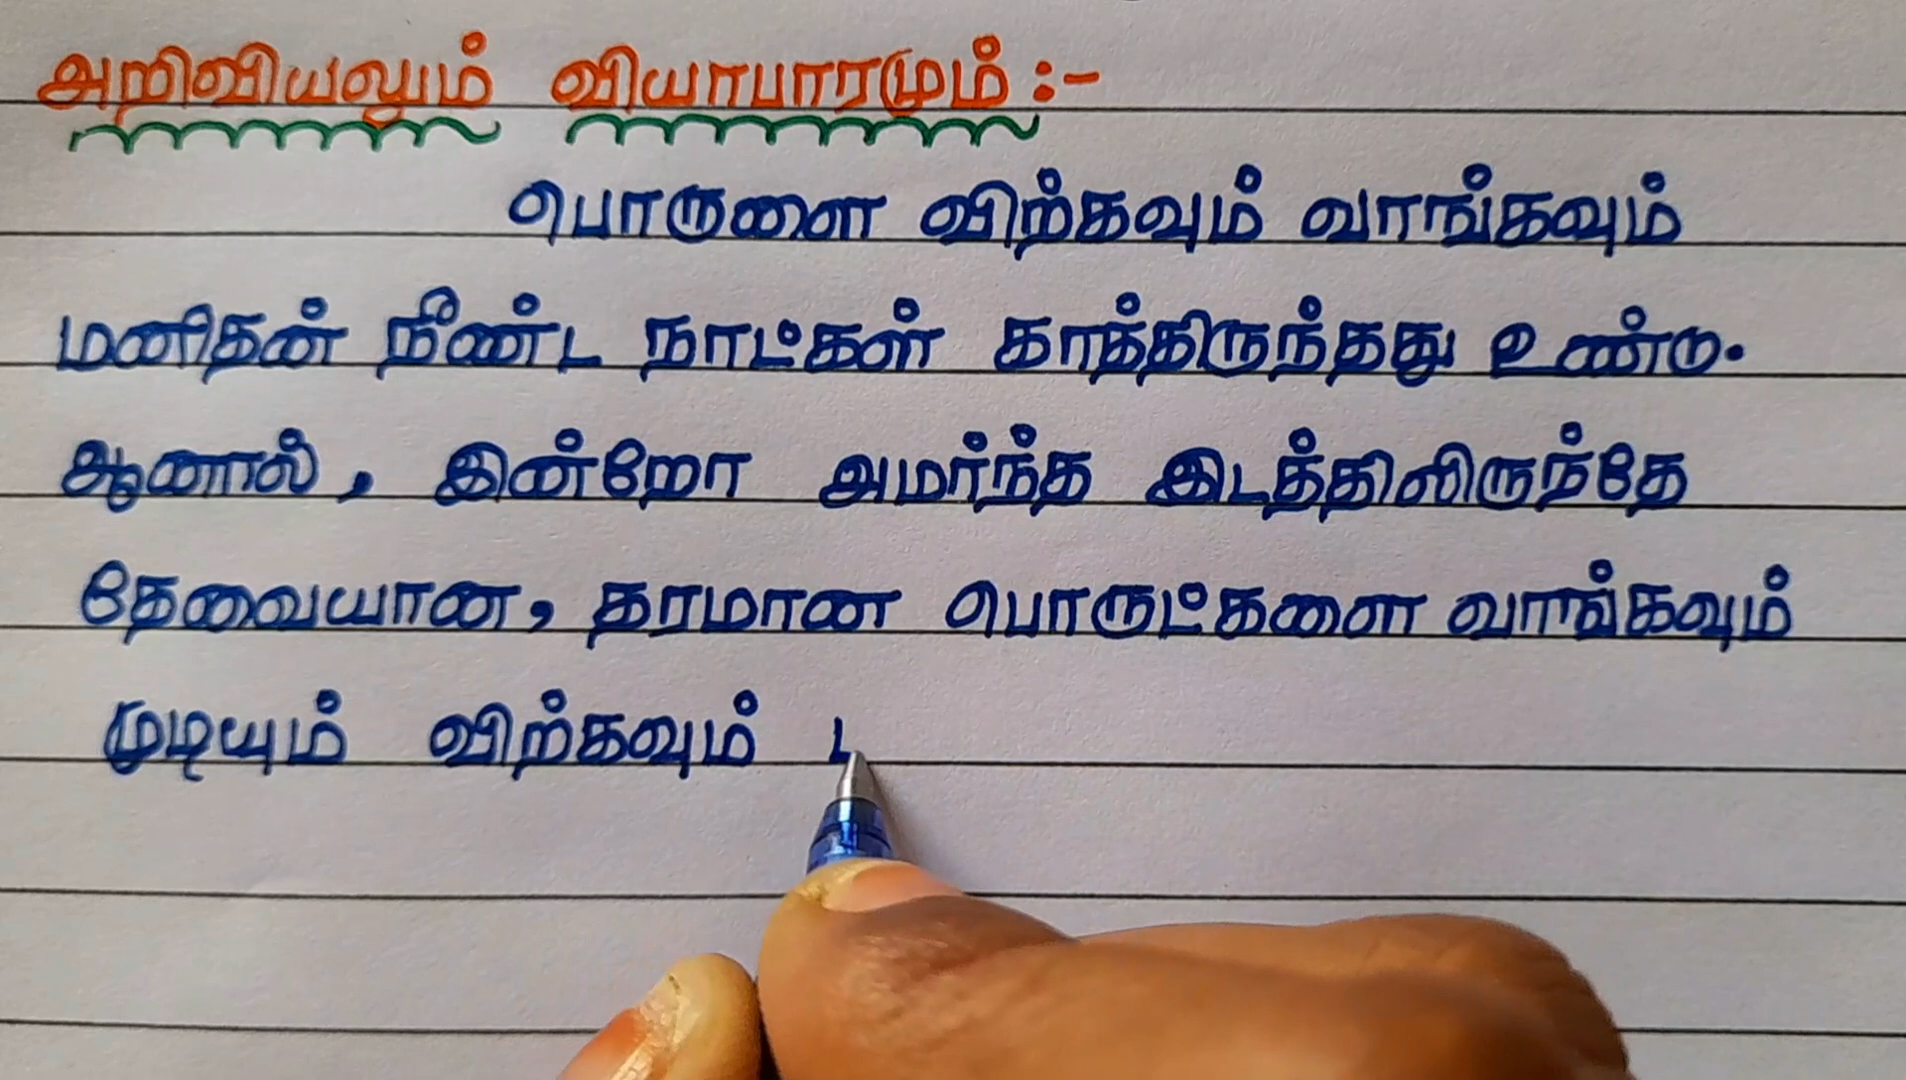 அறிவியலும் வியாபாரமும் :-
பொருளை விற்கவும் வாங்கவும்
மனிதன் நீண்ட நாட்கள் காத்திருந்தது உண்டு.
ஆனால், இன்றோ அமர்ந்த இடத்திலிருந்தே
தேவையான, தரமான பொருட்களை வாங்கவும்
முடியும் விற்கவும்